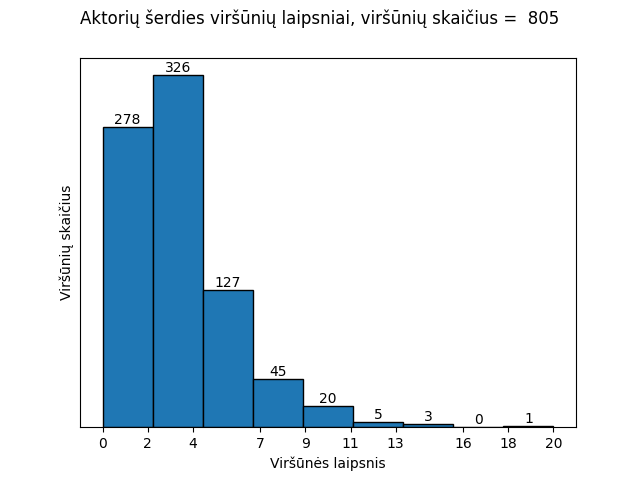 Aktorių šerdies viršūnių laipsniai, viršūnių skaičius =  805
326
278
127
45
20
5
3
0
1
Viršūnių skaičius
0 2 4 7 9 11 13 16 18 20
Viršūnės laipsnis